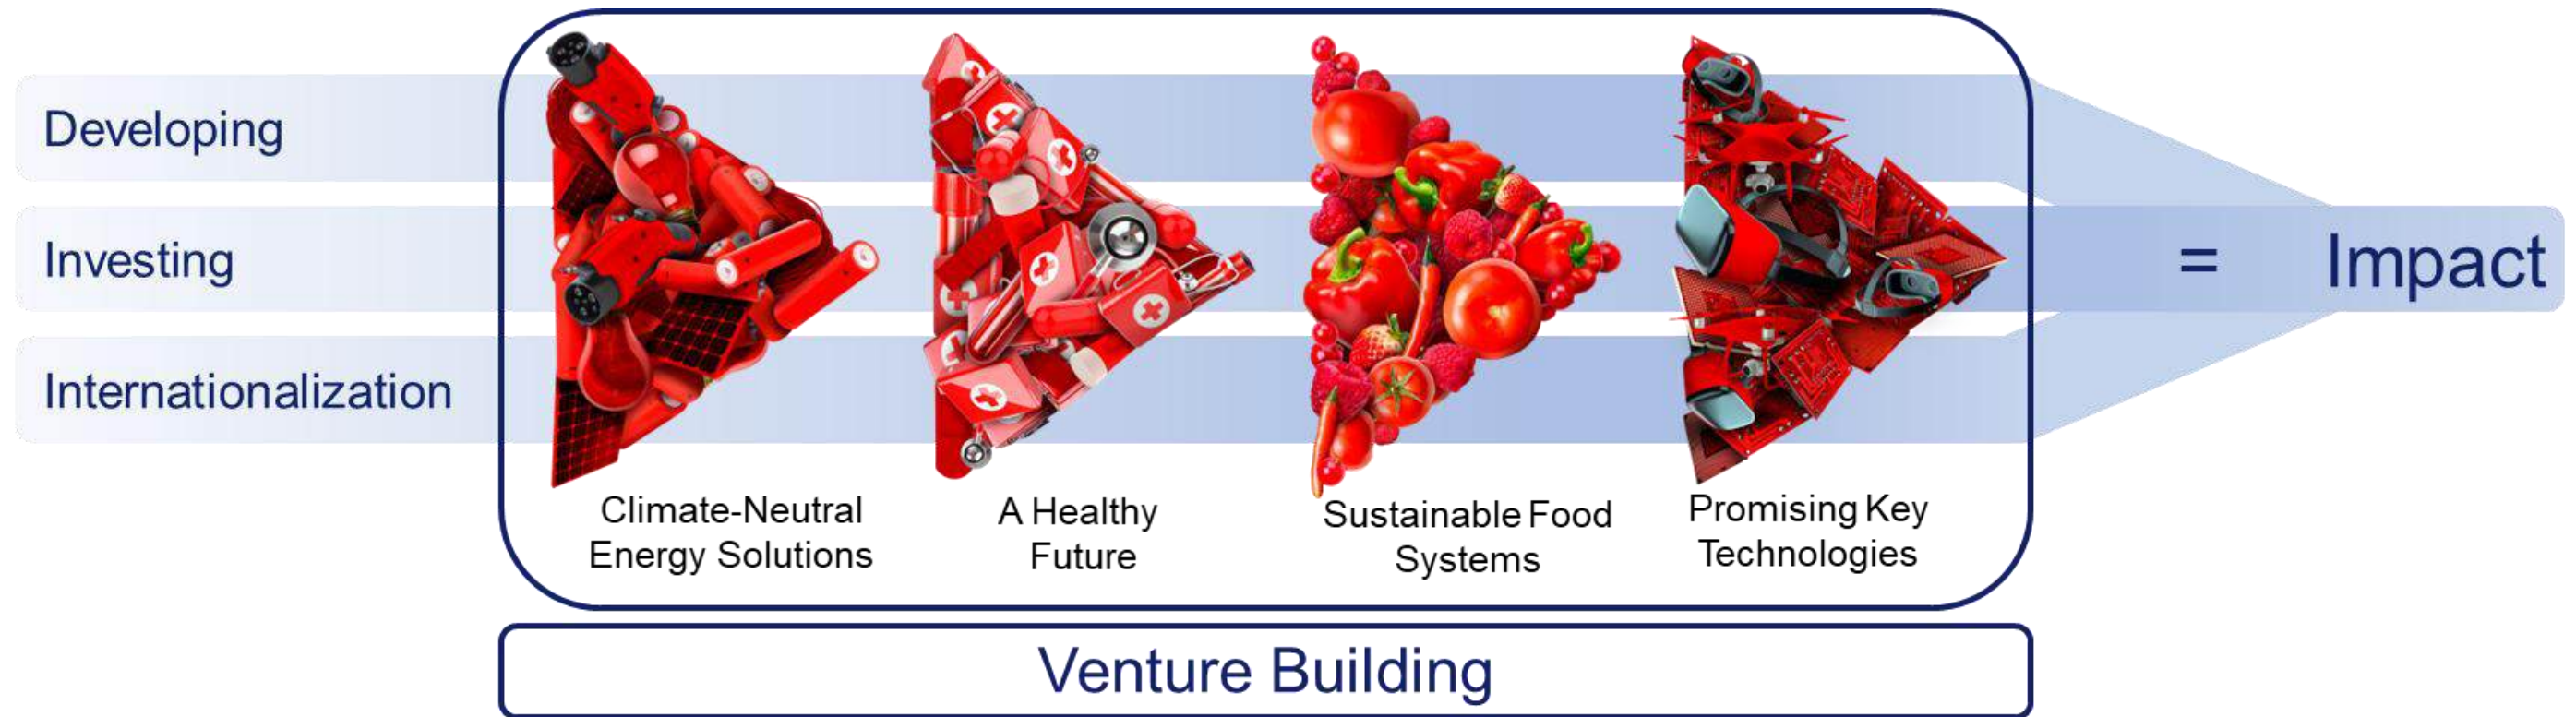 Developing
Investing
Internationalization
= Impact
Climate-Neutral
Energy Solutions
A Healthy
Future
Sustainable Food
Systems
Promising Key
Technologies
Venture Building